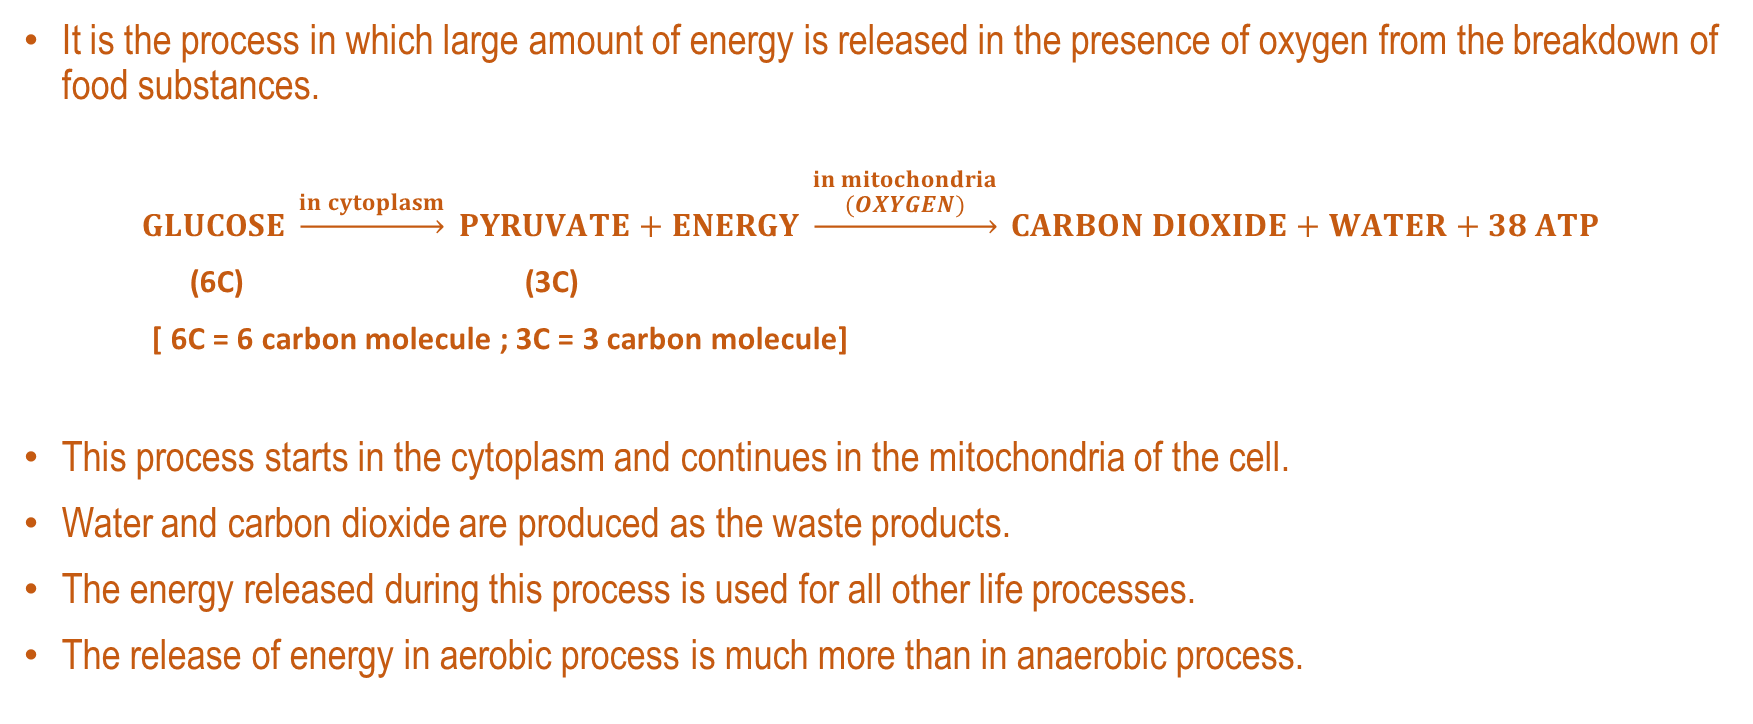 • It is the process in which large amount of energy is released in the presence of oxygen from the breakdown of
food substances.
in mitochondria
in cytoplasm (OXYGEN)
GLUCOSE ⟶ PYRUVATE + ENERGY ⟶ CARBON DIOXIDE + WATER + 38 ATP
(6C) (3C)
[ 6C = 6 carbon molecule ; 3C = 3 carbon molecule]
• This process starts in the cytoplasm and continues in the mitochondria of the cell.
• Water and carbon dioxide are produced as the waste products.
• The energy released during this process is used for all other life processes.
• The release of energy in aerobic process is much more than in anaerobic process.